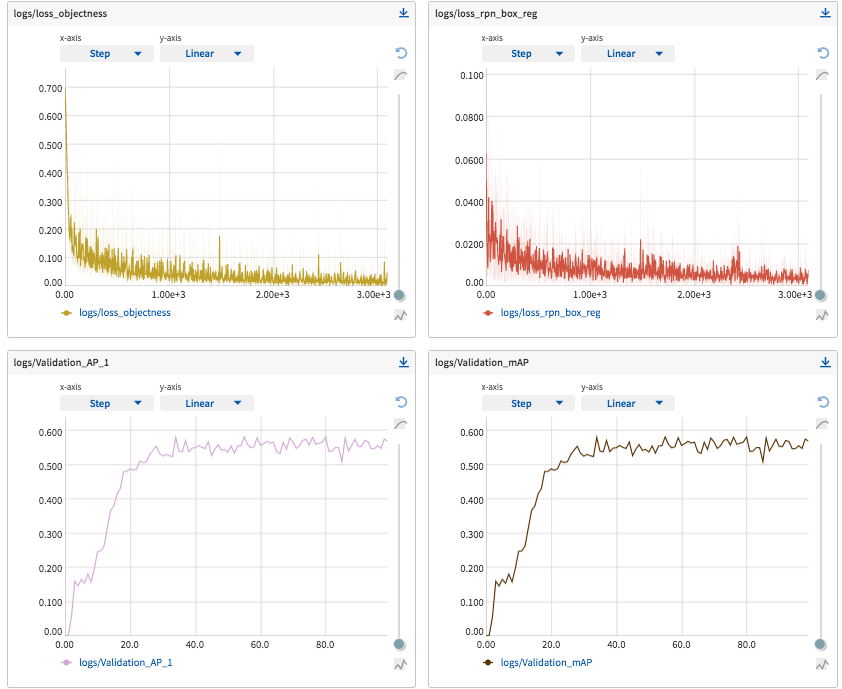 logs/loss_objectness
x-axis y-axis
Step Linear
0.700
0.600
0.500
0.400
0.300
0.200
0.100
0.00
0.00 1.00e+3 2.00e+3 3.00e+3
logs/loss_objectness
logs/loss_rpn_box_reg
x-axis y-axis
Step Linear
0.100
0.0800
0.0600
0.0400
0.0200
0.00
0.00 1.00e+3 2.00e+3 3.00e+3
logs/loss_rpn_box_reg
logs/Validation_AP_1
x-axis y-axis
Step Linear
0.600
0.500
0.400
0.300
0.200
0.100
0.00
0.00 20.0 40.0 60.0 80.0
logs/Validation_AP_1
logs/Validation_mAP
x-axis y-axis
Step Linear
0.600
0.500
0.400
0.300
0.200
0.100
0.00
0.00 20.0 40.0 60.0 80.0
logs/Validation_mAP